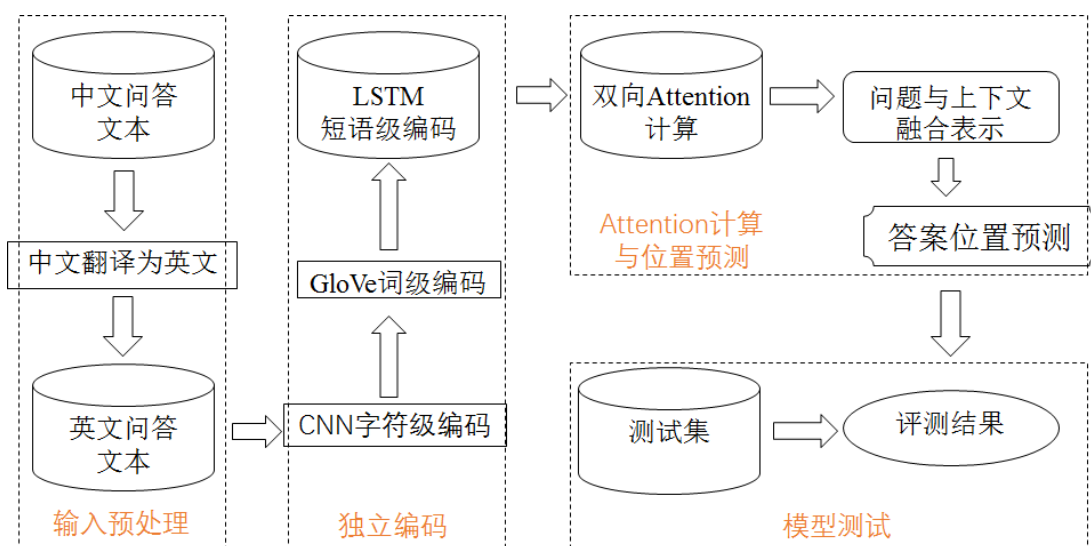 中文问答
文本
中文翻译为英文
英文问答
文本
输入预处理
LSTM
短语级编码
GloVe词级编码
CNN字符级编码
独立编码
双向Attention
计算
问题与上下文
融合表示
Attention计算
与位置预测
答案位置预测
测试集
评测结果
模型测试